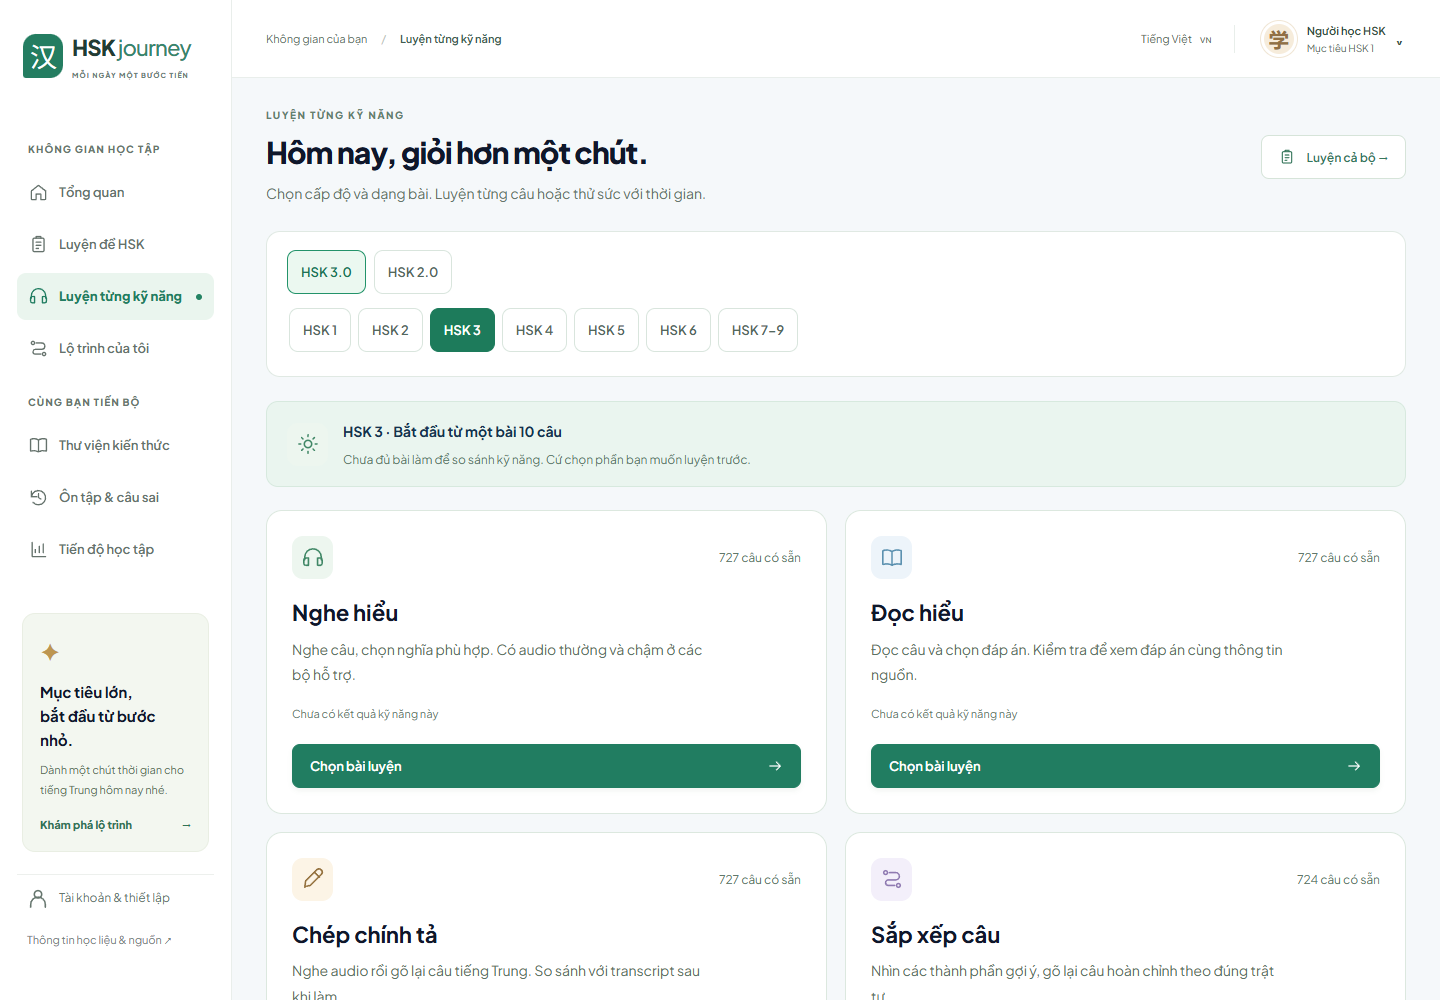 汉
HSK journey
MỖI NGÀY MỘT BƯỚC TIẾN
KHÔNG GIAN HỌC TẬP
Tổng quan
Luyện đề HSK
Luyện từng kỹ năng
Lộ trình của tôi
CÙNG BẠN TIẾN BỘ
Thư viện kiến thức
Ôn tập & câu sai
Tiến độ học tập
Mục tiêu lớn,
bắt đầu từ bước
nhỏ.
Dành một chút thời gian cho
tiếng Trung hôm nay nhé.
Khám phá lộ trình →
Tài khoản & thiết lập
Thông tin học liệu & nguồn ↗
Không gian của bạn / Luyện từng kỹ năng
Tiếng Việt VN
学
Người học HSK
Mục tiêu HSK 1
LUYỆN TỪNG KỸ NĂNG
Hôm nay, giỏi hơn một chút.
Chọn cấp độ và dạng bài. Luyện từng câu hoặc thử sức với thời gian.
Luyện cả bộ →
HSK 3.0 HSK 2.0
HSK 1 HSK 2 HSK 3 HSK 4 HSK 5 HSK 6 HSK 7–9
HSK 3 · Bắt đầu từ một bài 10 câu
Chưa đủ bài làm để so sánh kỹ năng. Cứ chọn phần bạn muốn luyện trước.
727 câu có sẵn
Nghe hiểu
Nghe câu, chọn nghĩa phù hợp. Có audio thường và chậm ở các
bộ hỗ trợ.
Chưa có kết quả kỹ năng này
Chọn bài luyện →
727 câu có sẵn
Đọc hiểu
Đọc câu và chọn đáp án. Kiểm tra để xem đáp án cùng thông tin
nguồn.
Chưa có kết quả kỹ năng này
Chọn bài luyện →
727 câu có sẵn
Chép chính tả
Nghe audio rồi gõ lại câu tiếng Trung. So sánh với transcript sau
khi làm.
724 câu có sẵn
Sắp xếp câu
Nhìn các thành phần gợi ý, gõ lại câu hoàn chỉnh theo đúng trật
tự.